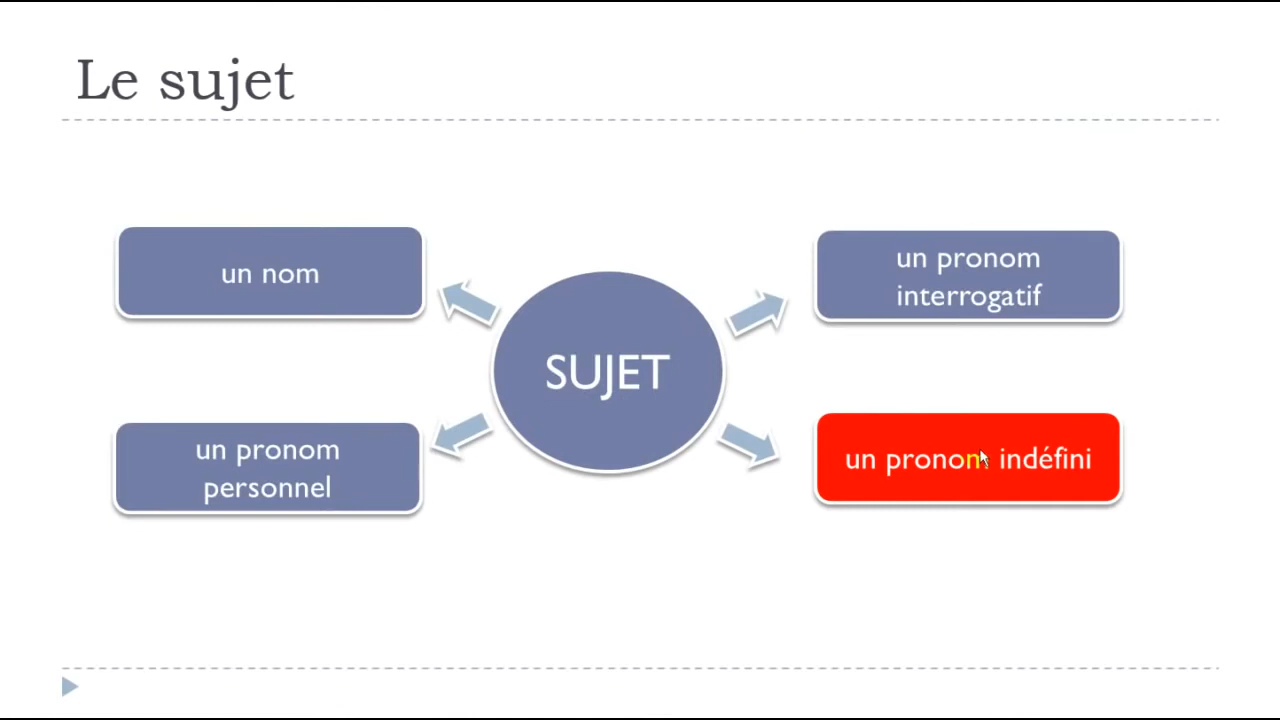 Le sujet
un nom
un pronom
interrogatif
SUJET
un pronom
personnel
un pronom indéfini